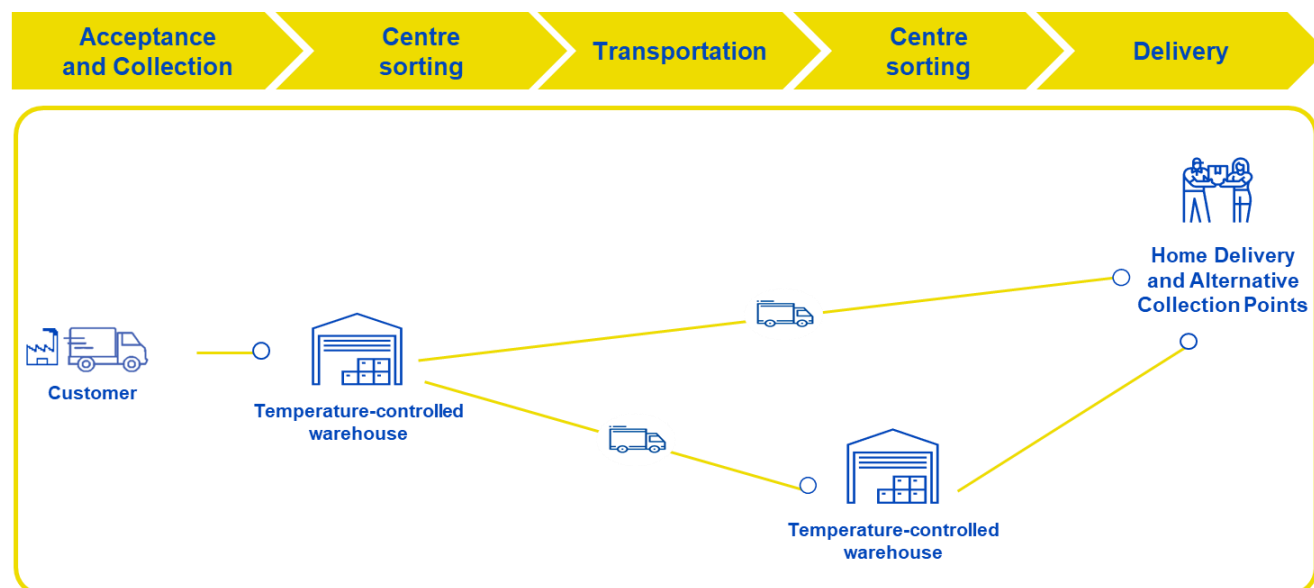 Acceptance
and Collection
Centre
sorting
Transportation
Centre
sorting
Delivery
Home Delivery
and Alternative
Collection Points
Customer
Temperature-controlled
warehouse
Temperature-controlled
warehouse